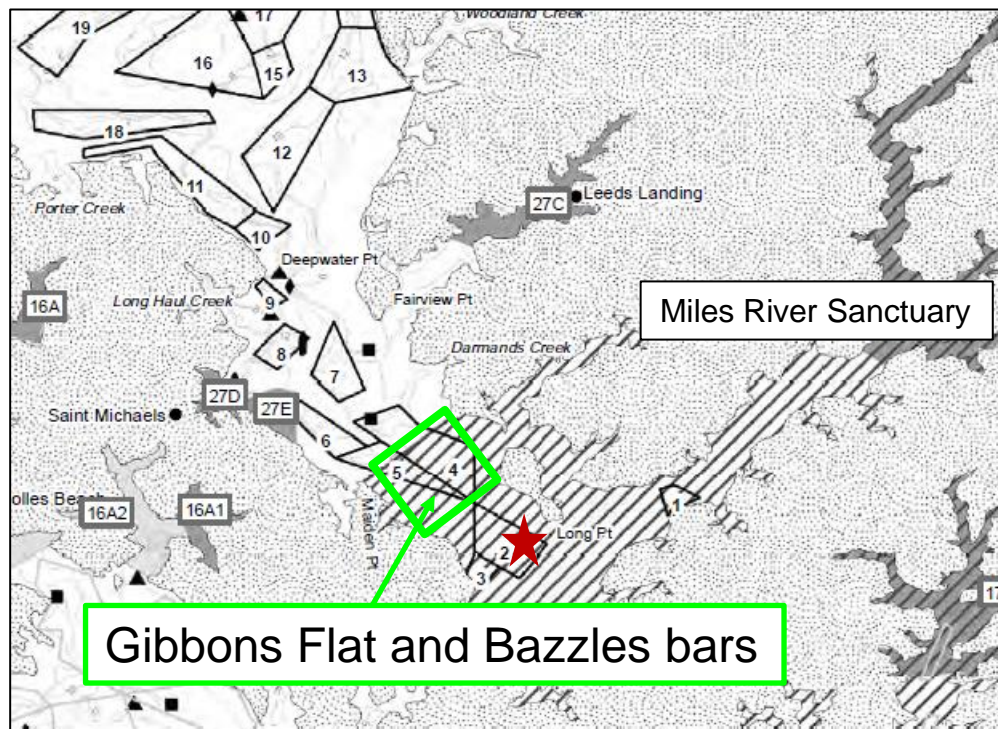 Woodland Creek
19
17
16
15
13
18
12
11
Leeds Landing
27C
Porter Creek
10
Deepwater Pt
16A
Long Haul Creek
9
Fairview Pt
Miles River Sanctuary
Darmands Creek
8
7
27D
27E
Saint Michaels
6
5
4
olles Beach
16A2
16A1
Maiden Pt
1
Long Pt
2
3
17
Gibbons Flat and Bazzles bars